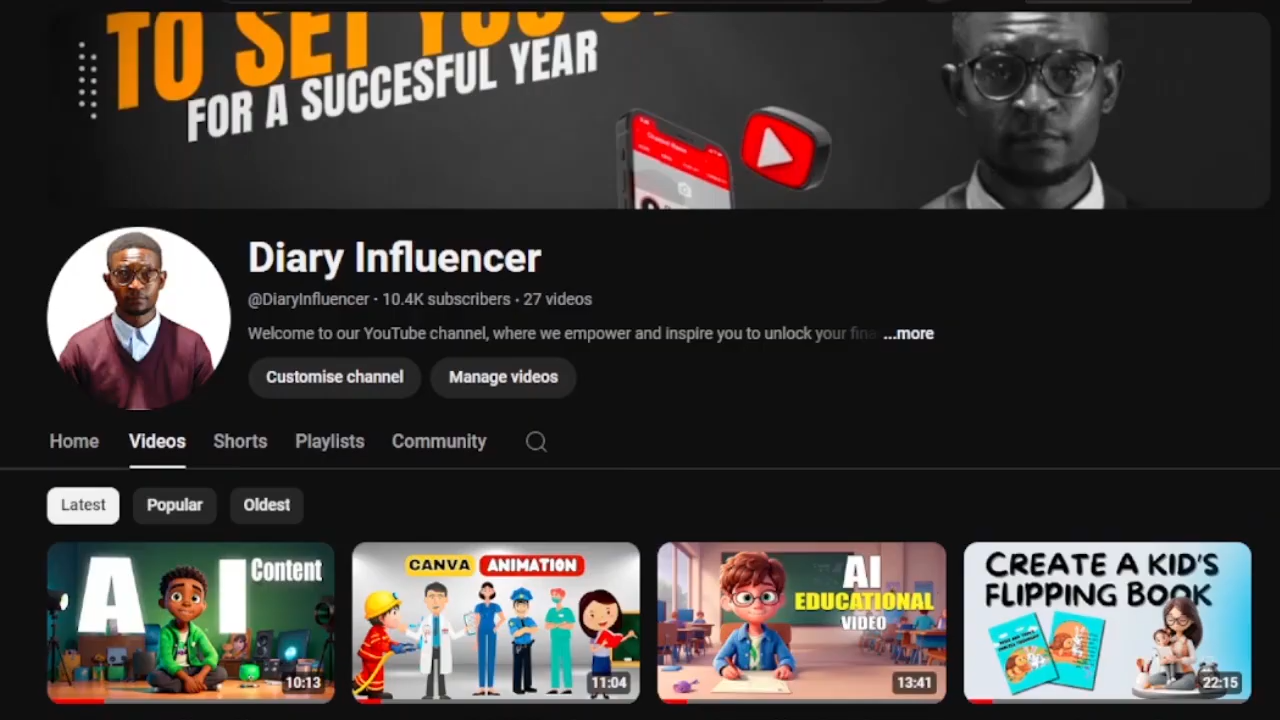 TO SET YOU
FOR A SUCCESFUL YEAR
Diary Influencer
@DiaryInfluencer · 10.4K subscribers · 27 videos
Welcome to our YouTube channel, where we empower and inspire you to unlock your fina ...more
Customise channel
Manage videos
Home
Videos
Shorts
Playlists
Community
Latest
Popular
Oldest
AI Content
10:13
CANVA ANIMATION
11:04
AI
EDUCATIONAL
VIDEO
13:41
CREATE A KID'S
FLIPPING BOOK
22:15